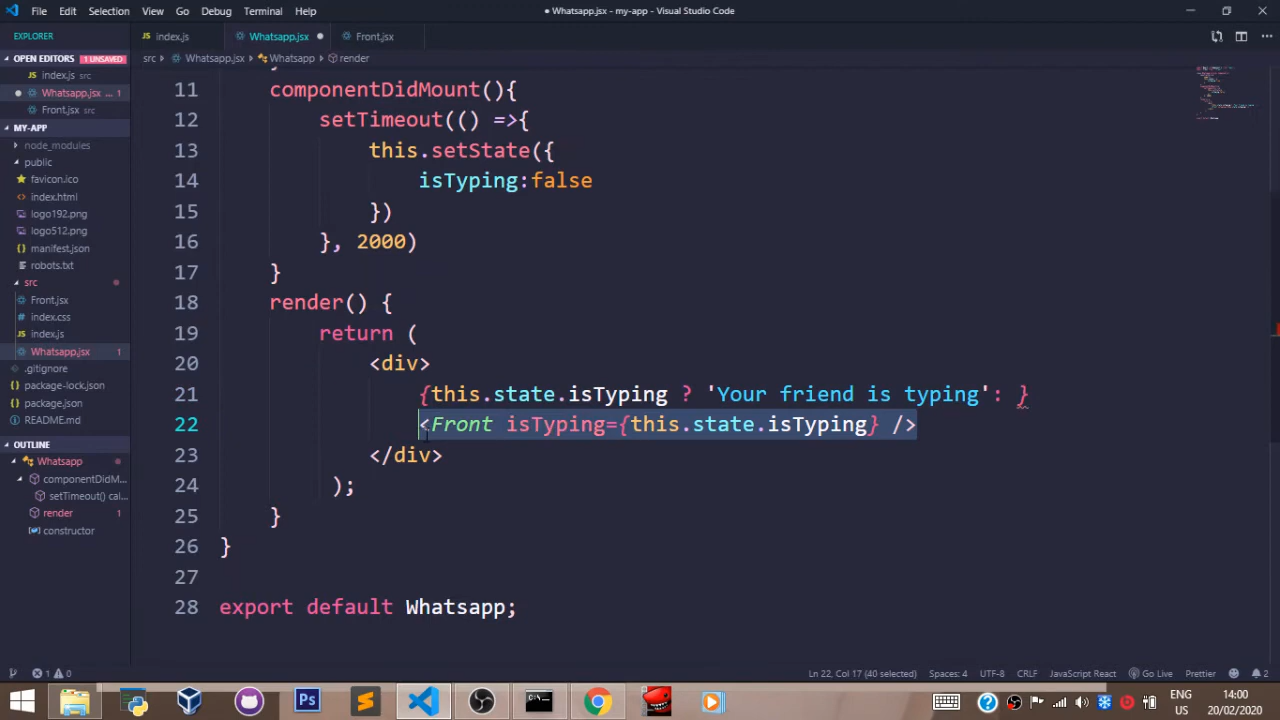 File Edit Selection View Go Debug Terminal Help
● Whatsapp.jsx - my-app - Visual Studio Code
EXPLORER
index.js
Whatsapp.jsx ●
Front.jsx
OPEN EDITORS 1 UNSAVED
index.js src
Whatsapp.jsx ... 1
Front.jsx src
MY-APP
node_modules
public
favicon.ico
index.html
logo192.png
logo512.png
manifest.json
robots.txt
src
Front.jsx
index.css
index.js
Whatsapp.jsx 1
.gitignore
package-lock.json
package.json
README.md
OUTLINE
Whatsapp
componentDidM...
setTimeout() cal...
render 1
constructor
src > Whatsapp.jsx > Whatsapp > render
11 componentDidMount(){
12 setTimeout(() =>{
13 this.setState({
14 isTyping:false
15 })
16 }, 2000)
17 }
18 render() {
19 return (
20 <div>
21 {this.state.isTyping ? 'Your friend is typing': }
22 <Front isTyping={this.state.isTyping} />
23 </div>
24 );
25 }
26 }
27
28 export default Whatsapp;
1 0
Ln 22, Col 17 (40 selected) Spaces: 4 UTF-8 CRLF JavaScript React Go Live Prettier 2
Ps
ENG
US
14:00
20/02/2020